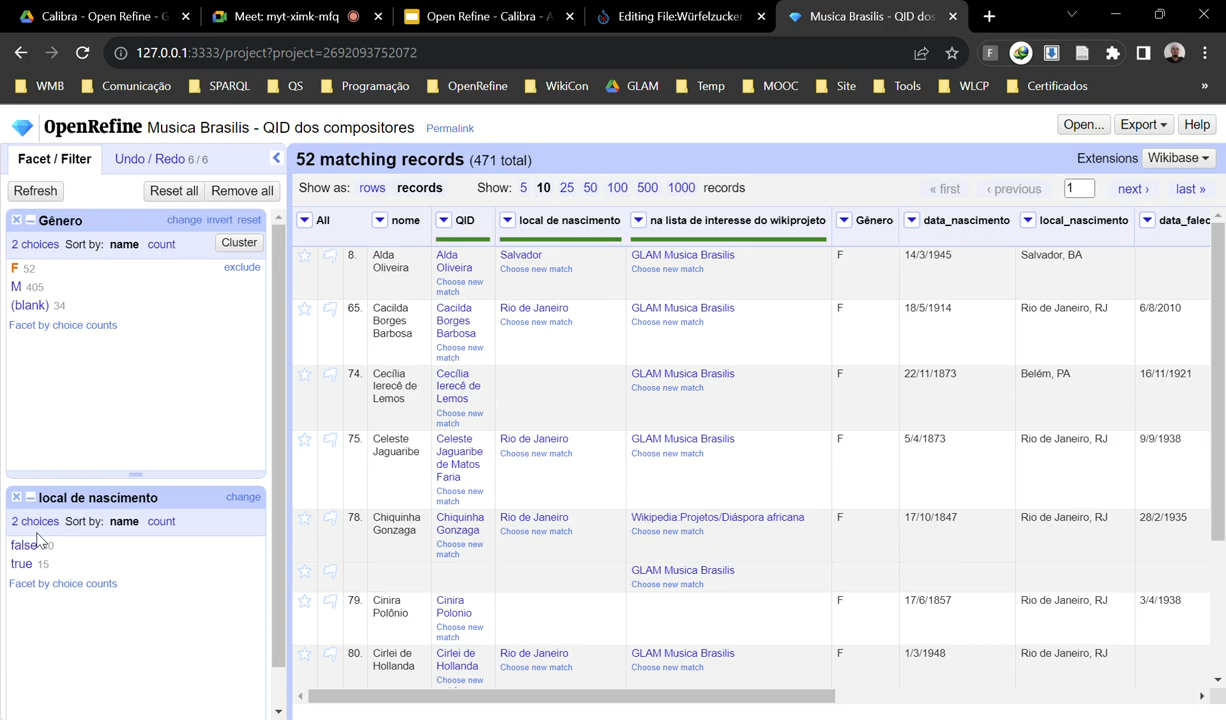 Calibra - Open Refine - G
Meet: myt-ximk-mfq
Open Refine - Calibra - A
Editing File:Würfelzucker
Musica Brasilis - QID dos
127.0.0.1:3333/project?project=2692093752072
WMB Comunicação SPARQL QS Programação OpenRefine WikiCon GLAM Temp MOOC Site Tools WLCP Certificados »
OpenRefine Musica Brasilis - QID dos compositores Permalink
Open... Export Help
Facet / Filter Undo / Redo 6 / 6
52 matching records (471 total)
Extensions Wikibase
Refresh Reset all Remove all
Show as: rows records Show: 5 10 25 50 100 500 1000 records
« first ‹ previous 1 next › last »
Gênero change invert reset
2 choices Sort by: name count Cluster
F 52 exclude
M 405
(blank) 34
Facet by choice counts
local de nascimento change
2 choices Sort by: name count
false
true 15
Facet by choice counts
All nome QID local de nascimento na lista de interesse do wikiprojeto Gênero data_nascimento local_nascimento data_falec
8. Alda Oliveira Alda Oliveira Salvador GLAM Musica Brasilis F 14/3/1945 Salvador, BA
Choose new match Choose new match Choose new match
65. Cacilda Borges Barbosa Cacilda Borges Barbosa Rio de Janeiro GLAM Musica Brasilis F 18/5/1914 Rio de Janeiro, RJ 6/8/2010
Choose new match Choose new match Choose new match
74. Cecília Ierecê de Lemos Cecília Ierecê de Lemos GLAM Musica Brasilis F 22/11/1873 Belém, PA 16/11/1921
Choose new match Choose new match
75. Celeste Jaguaribe Celeste Jaguaribe de Matos Faria Rio de Janeiro GLAM Musica Brasilis F 5/4/1873 Rio de Janeiro, RJ 9/9/1938
Choose new match Choose new match Choose new match
78. Chiquinha Gonzaga Chiquinha Gonzaga Rio de Janeiro Wikipedia:Projetos/Diáspora africana F 17/10/1847 Rio de Janeiro, RJ 28/2/1935
Choose new match Choose new match Choose new match
GLAM Musica Brasilis
Choose new match
79. Cinira Polônio Cinira Polonio F 17/6/1857 Rio de Janeiro, RJ 3/4/1938
Choose new match
80. Cirlei de Hollanda Cirlei de Hollanda Rio de Janeiro GLAM Musica Brasilis F 1/3/1948 Rio de Janeiro, RJ
Choose new Choose new match Choose new match